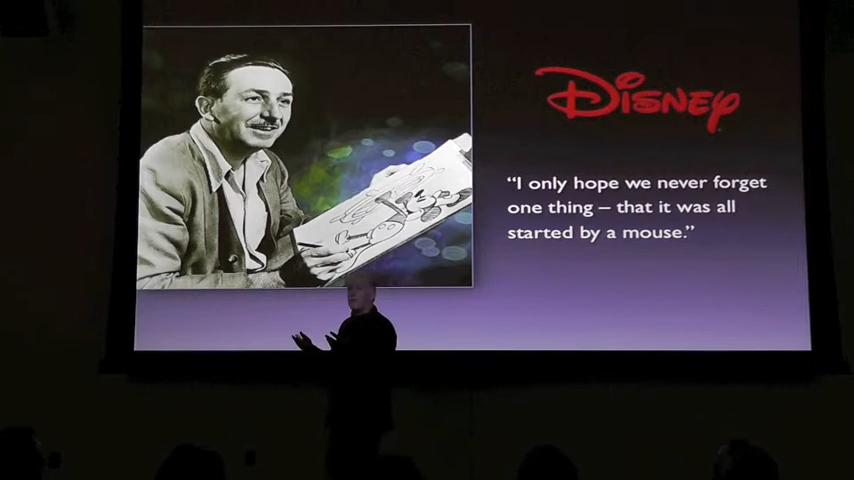 Disney
“I only hope we never forget
one thing – that it was all
started by a mouse.”